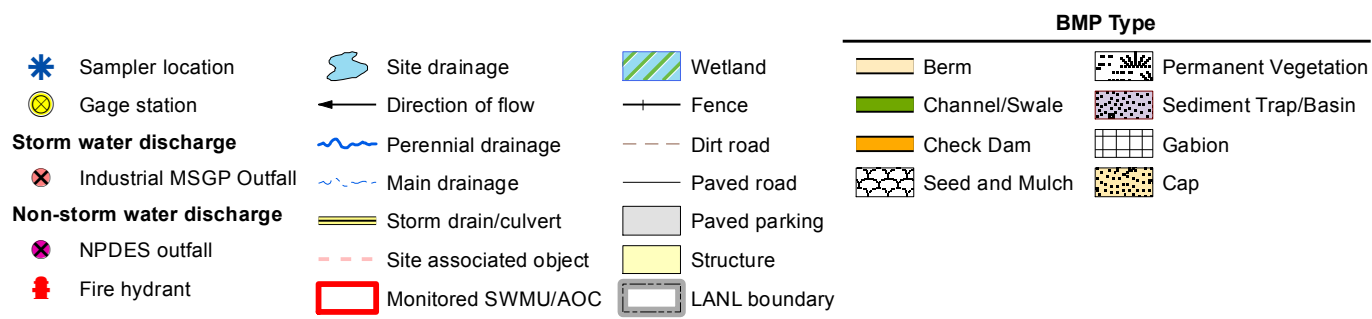 BMP Type
Sampler location
Gage station
Storm water discharge
Industrial MSGP Outfall
Non-storm water discharge
NPDES outfall
Fire hydrant
Site drainage
Direction of flow
Perennial drainage
Main drainage
Storm drain/culvert
Site associated object
Monitored SWMU/AOC
Wetland
Fence
Dirt road
Paved road
Paved parking
Structure
LANL boundary
Berm
Channel/Swale
Check Dam
Seed and Mulch
Permanent Vegetation
Sediment Trap/Basin
Gabion
Cap